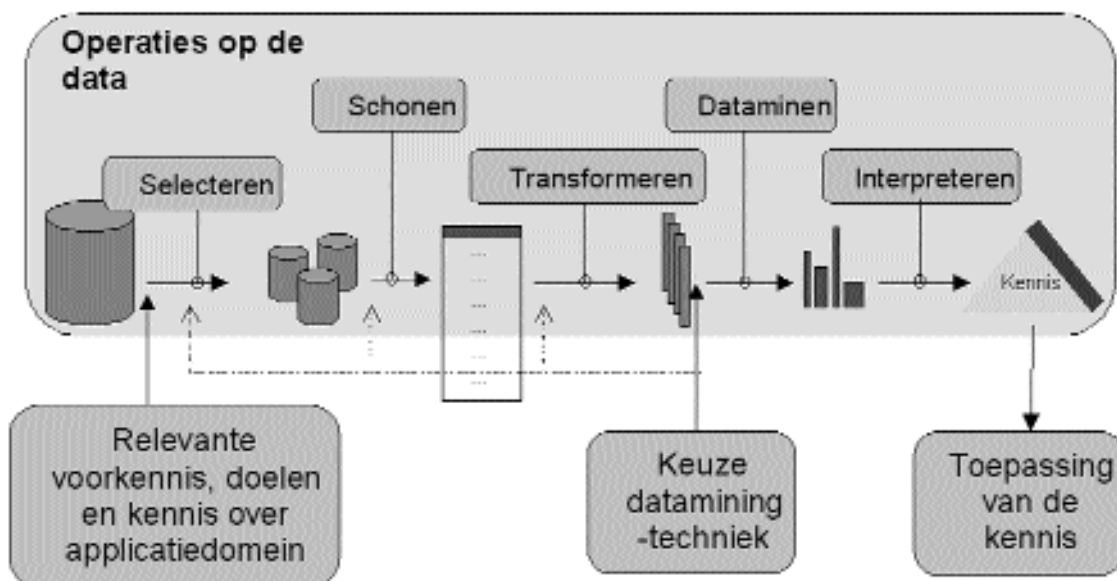 Operaties op de
data
Schonen
Dataminen
Selecteren
Transformeren
Interpreteren
Kennis
Relevante
voorkennis, doelen
en kennis over
applicatiedomein
Keuze
datamining
-techniek
Toepassing
van de
kennis